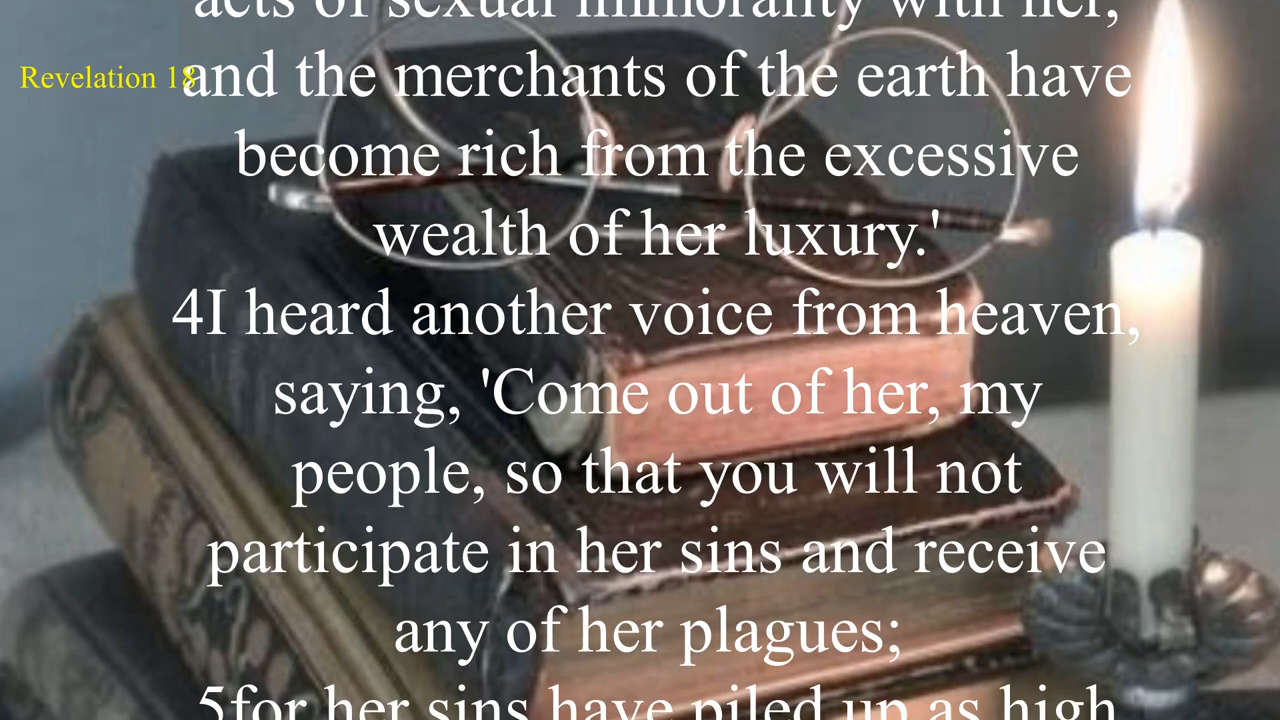 acts of sexual immorality with her,
Revelation 18
and the merchants of the earth have
become rich from the excessive
wealth of her luxury.'
4I heard another voice from heaven,
saying, 'Come out of her, my
people, so that you will not
participate in her sins and receive
any of her plagues;
5for her sins have piled up as high